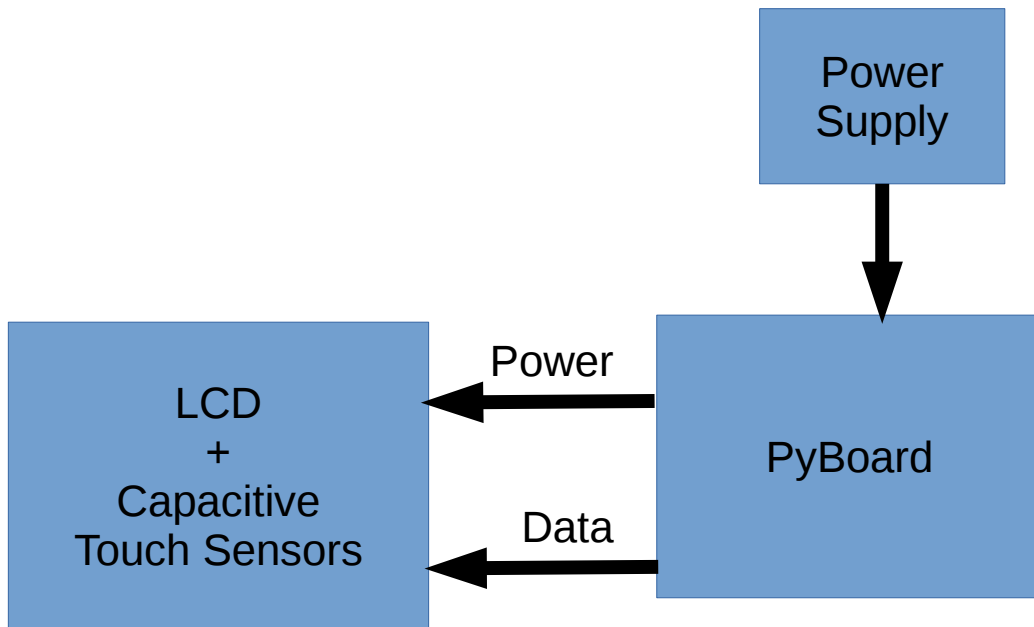 Power
Supply
Power
LCD
+
Capacitive
Touch Sensors
PyBoard
Data